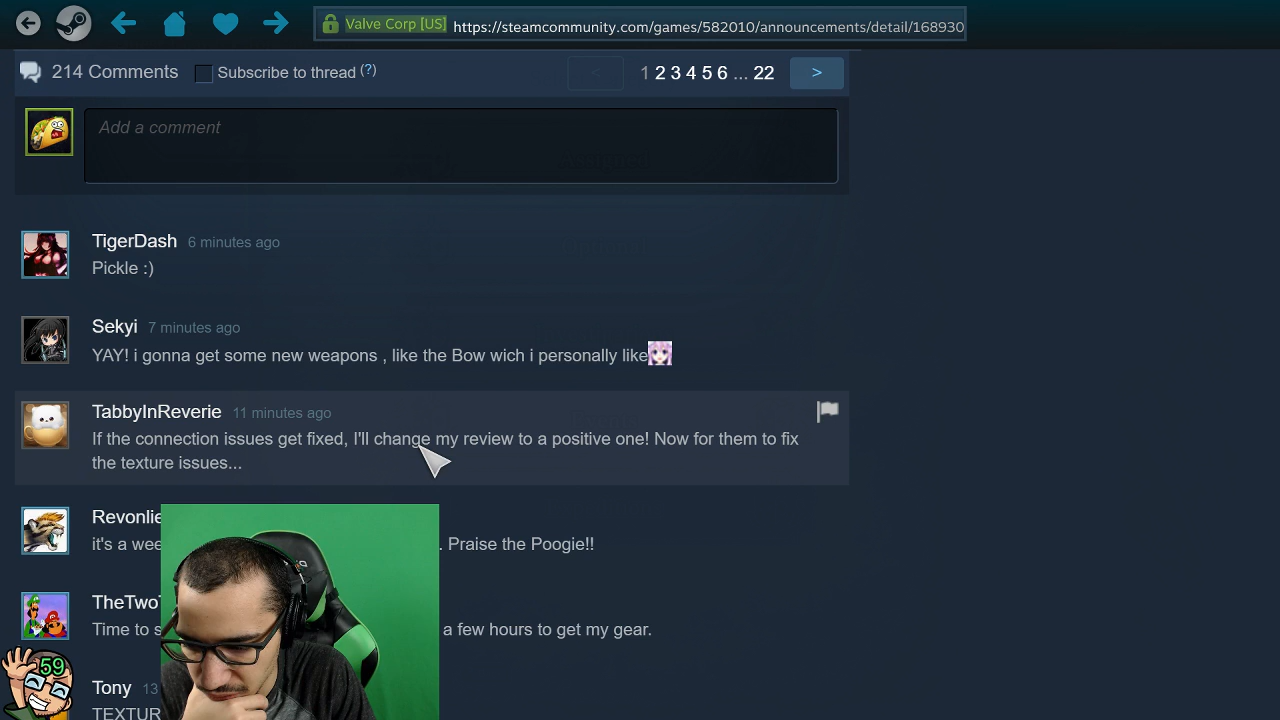 Valve Corp [US] https://steamcommunity.com/games/582010/announcements/detail/168930
214 Comments Subscribe to thread (?) < 1 2 3 4 5 6 ... 22 >
Add a comment
TigerDash 6 minutes ago
Pickle :)
Sekyi 7 minutes ago
YAY! i gonna get some new weapons , like the Bow wich i personally like
TabbyInReverie 11 minutes ago
If the connection issues get fixed, I'll change my review to a positive one! Now for them to fix
the texture issues...
Revonlie
it's a wee . Praise the Poogie!!
TheTwoT
Time to s a few hours to get my gear.
59
Tony 13
TEXTUR